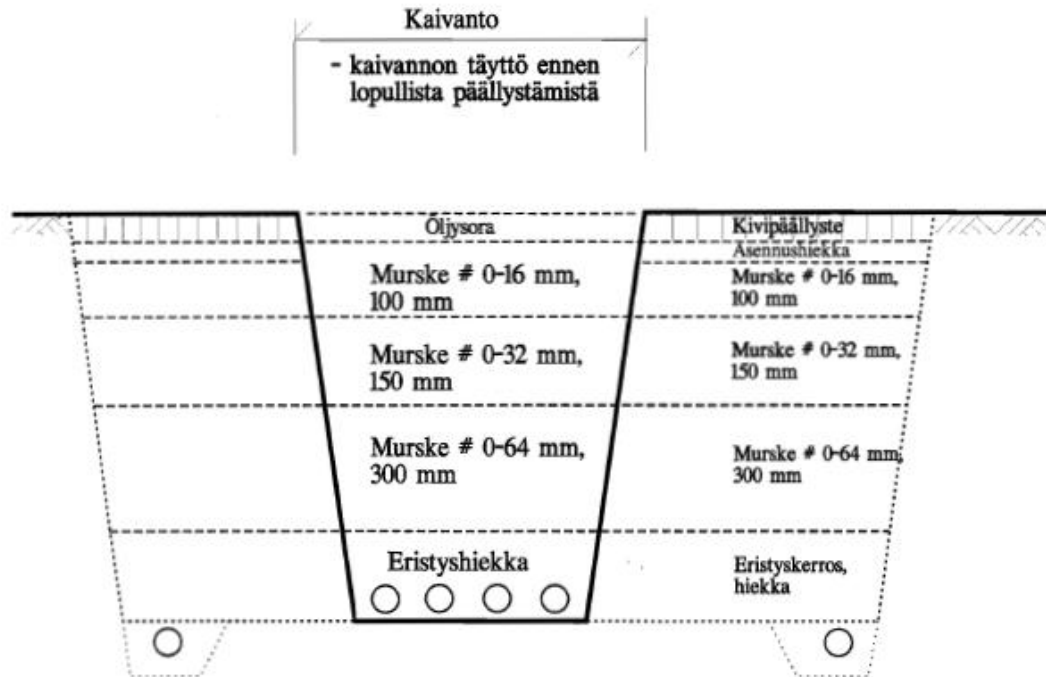 Kaivanto
- kaivannon täyttö ennen
lopullista päällystämistä
Öljysora
Murske # 0-16 mm,
100 mm
Murske # 0-32 mm,
150 mm
Murske # 0-64 mm,
300 mm
Eristyshiekka
Kivipäällyste
Asennushiekka
Murske # 0-16 mm,
100 mm
Murske # 0-32 mm,
150 mm
Murske # 0-64 mm,
300 mm
Eristyskerros,
hiekka